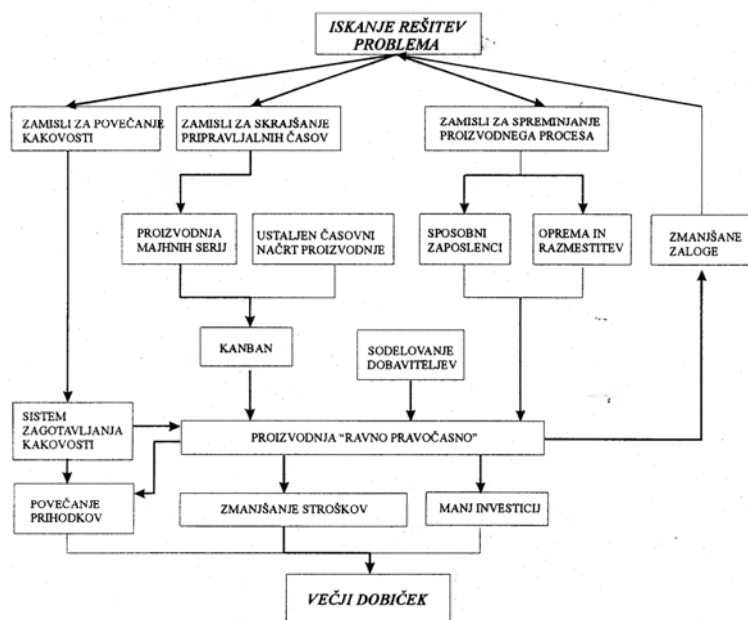 ISKANJE REŠITEV
PROBLEMA
ZAMISLI ZA POVEČANJE
KAKOVOSTI
ZAMISLI ZA SKRAJŠANJE
PRIPRAVLJALNIH ČASOV
ZAMISLI ZA SPREMINJANJE
PROIZVODNEGA PROCESA
PROIZVODNJA
MAJHNIH SERIJ
USTALJEN ČASOVNI
NAČRT PROIZVODNJE
SPOSOBNI
ZAPOSLENCI
OPREMA IN
RAZMESTITEV
ZMANJŠANE
ZALOGE
KANBAN
SODELOVANJE
DOBAVITELJEV
SISTEM
ZAGOTAVLJANJA
KAKOVOSTI
PROIZVODNJA "RAVNO PRAVOČASNO"
POVEČANJE
PRIHODKOV
ZMANJŠANJE STROŠKOV
MANJ INVESTICIJ
VEČJI DOBIČEK